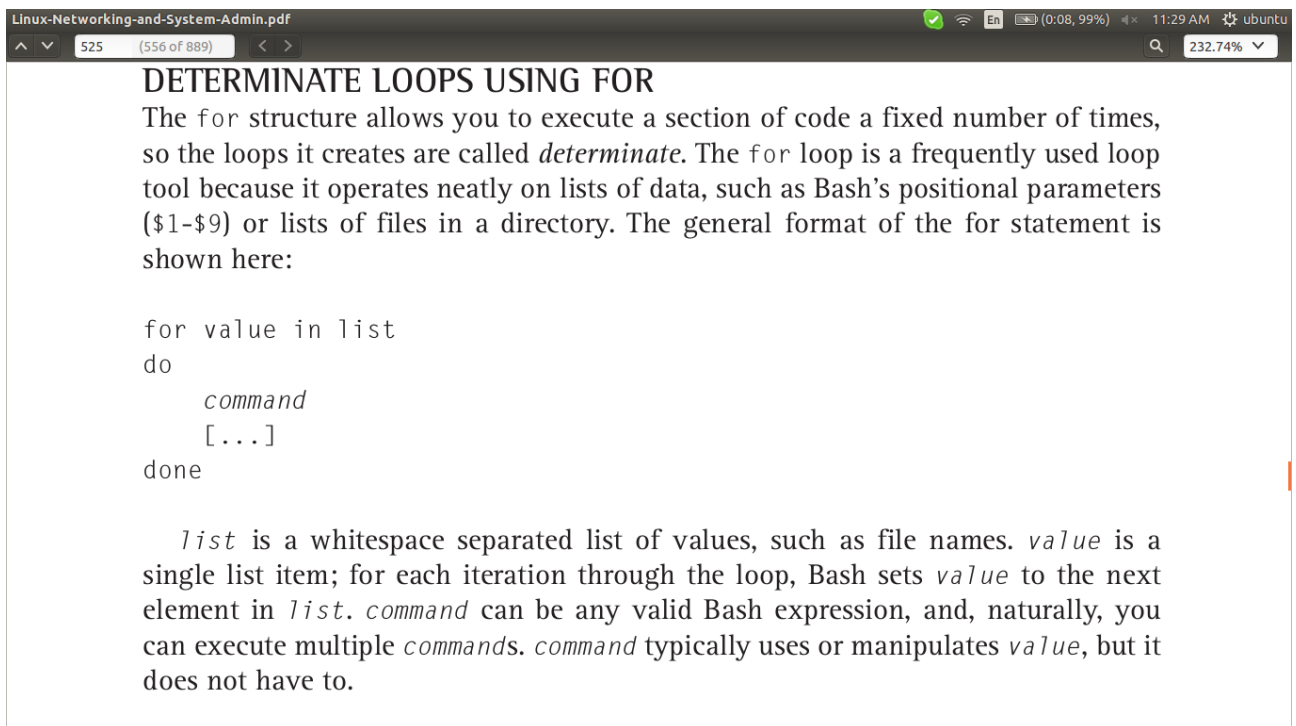 Linux-Networking-and-System-Admin.pdf En (0:08, 99%) 11:29 AM ubuntu
525 (556 of 889) < > 232.74%
DETERMINATE LOOPS USING FOR
The for structure allows you to execute a section of code a fixed number of times,
so the loops it creates are called determinate. The for loop is a frequently used loop
tool because it operates neatly on lists of data, such as Bash's positional parameters
($1-$9) or lists of files in a directory. The general format of the for statement is
shown here:
for value in list
do
command
[...]
done
list is a whitespace separated list of values, such as file names. value is a
single list item; for each iteration through the loop, Bash sets value to the next
element in list. command can be any valid Bash expression, and, naturally, you
can execute multiple commands. command typically uses or manipulates value, but it
does not have to.